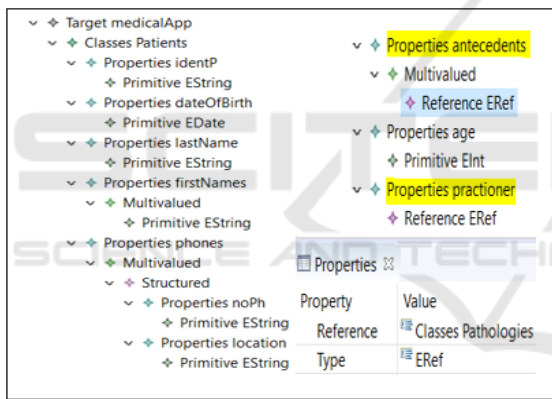 Target medicalApp
Classes Patients
Properties identP
Primitive EString
Properties dateOfBirth
Primitive EDate
Properties lastName
Primitive EString
Properties firstNames
Multivalued
Primitive EString
Properties phones
Multivalued
Structured
Properties noPh
Primitive EString
Properties location
Primitive EString
Properties antecedents
Multivalued
Reference ERef
Properties age
Primitive EInt
Properties practioner
Reference ERef
Properties
Property Value
Reference Classes Pathologies
Type ERef